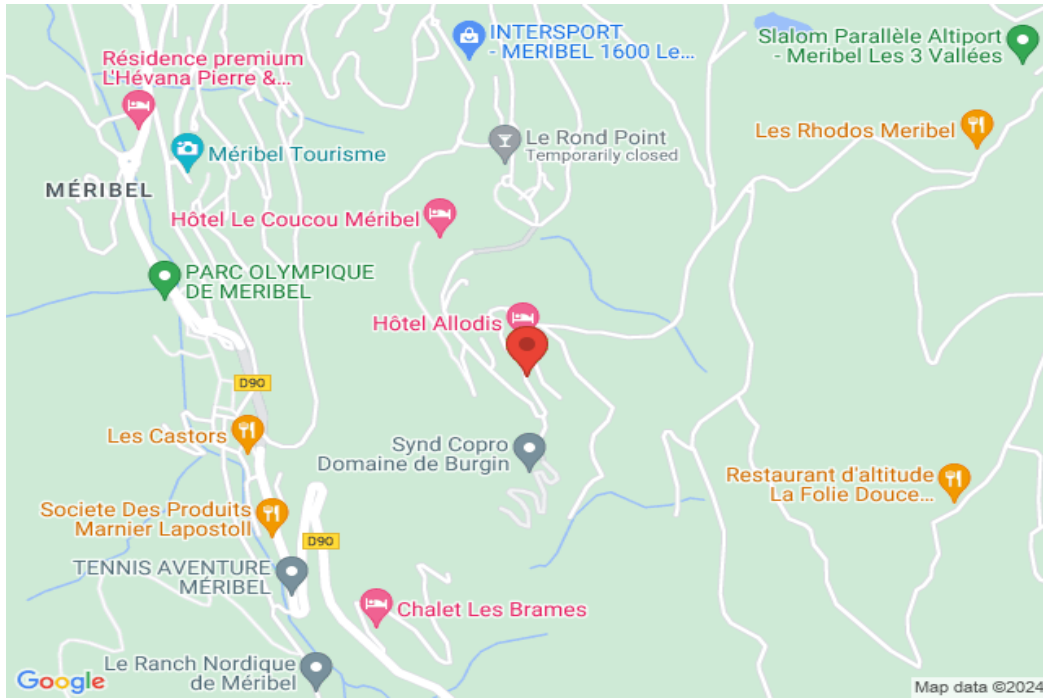 INTERSPORT
- MERIBEL 1600 Le...
Slalom Parallèle Altiport
- Meribel Les 3 Vallées
Résidence premium
L'Hévana Pierre &...
Les Rhodos Meribel
Le Rond Point
Temporarily closed
Méribel Tourisme
MÉRIBEL
Hôtel Le Coucou Méribel
PARC OLYMPIQUE
DE MERIBEL
Hôtel Allodis
D90
Les Castors
Synd Copro
Domaine de Burgin
Restaurant d'altitude
La Folie Douce...
Societe Des Produits
Marnier Lapostoll
D90
TENNIS AVENTURE
MÉRIBEL
Chalet Les Brames
Le Ranch Nordique
de Méribel
Google
Map data ©2024